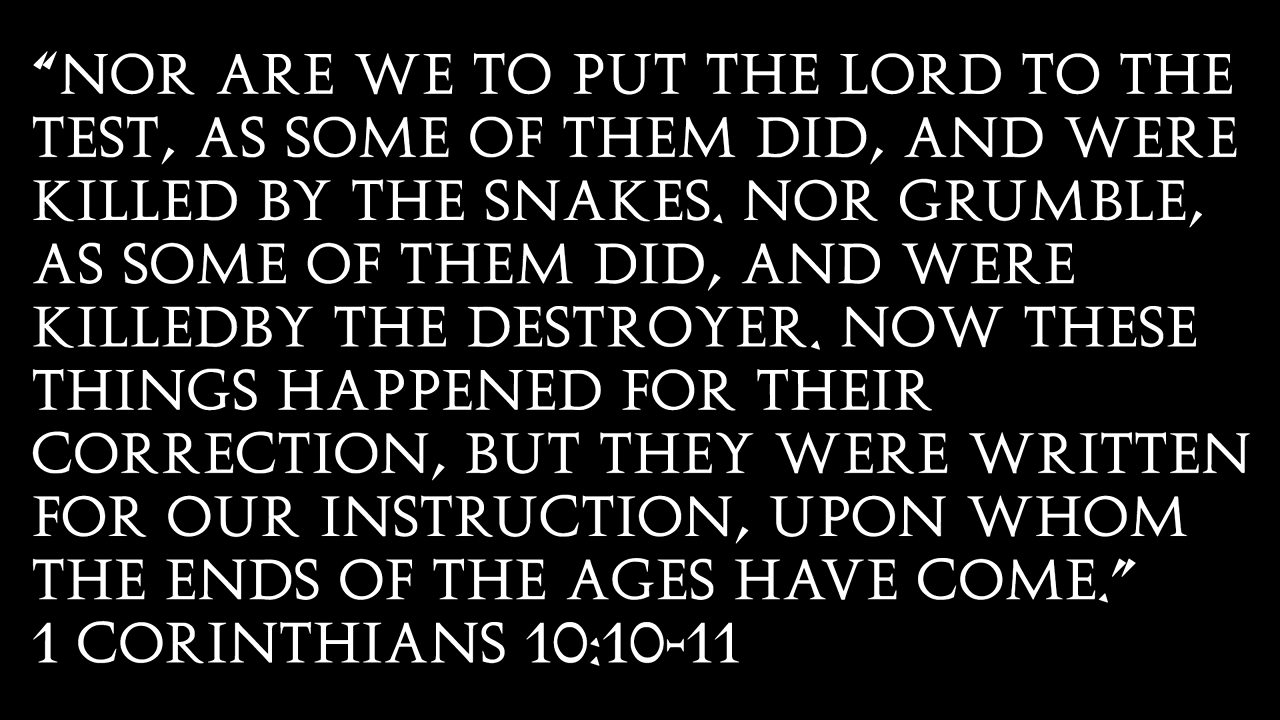 “NOR ARE WE TO PUT THE LORD TO THE
TEST, AS SOME OF THEM DID, AND WERE
KILLED BY THE SNAKES. NOR GRUMBLE,
AS SOME OF THEM DID, AND WERE
KILLEDBY THE DESTROYER. NOW THESE
THINGS HAPPENED FOR THEIR
CORRECTION, BUT THEY WERE WRITTEN
FOR OUR INSTRUCTION, UPON WHOM
THE ENDS OF THE AGES HAVE COME.”
1 CORINTHIANS 10:10-11